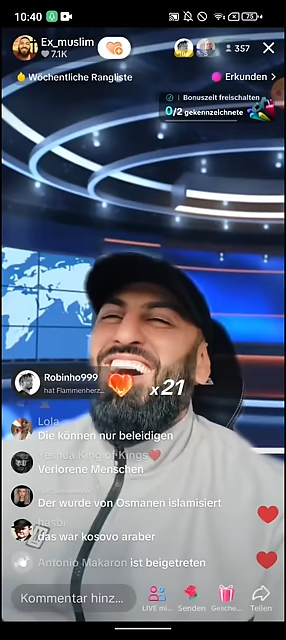 10:40
75
Ex_muslim
7.1K
357
Wöchentliche Rangliste
Erkunden >
Bonuszeit freischalten
0/2 gekennzeichnete
Robinho999
hat Flammenherz...
x21
Lola
Die können nur beleidigen
Yeshua King of Kings
Verlorene Menschen
Der wurde von Osmanen islamisiert
hasoi
das war kosovo araber
Antonio Makaron ist beigetreten
Kommentar hinz...
LIVE mi...
Senden
Gesche...
Teilen